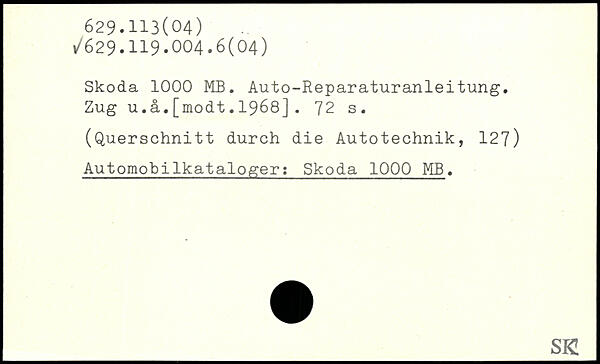 629.113(04)
√629.119.004.6(04)
Skoda 1000 MB. Auto-Reparaturanleitung.
Zug u.å.[modt.1968]. 72 s.
(Querschnitt durch die Autotechnik, 127)
Automobilkataloger: Skoda 1000 MB.
SK